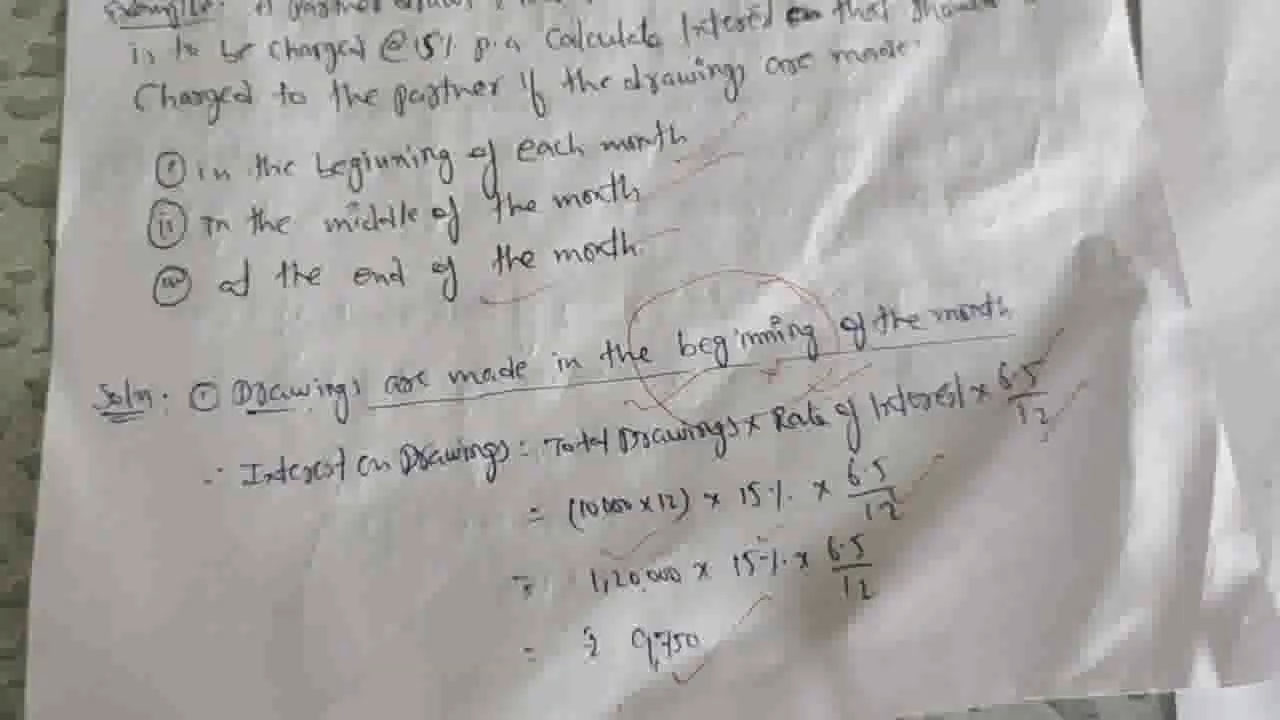 Example: A partner
is to be charged @ 15% p.a Calculate Interest on that should
Charged to the partner if the drawings are made:
(i) in the beginning of each month
(ii) in the middle of the month
(iii) at the end of the month.
Soln: (i) Drawings are made in the beginning of the month
∴ Interest on Drawings = Total Drawings × Rate of Interest × 6.5/12
= (10000 × 12) × 15% × 6.5/12
= 1,20,000 × 15% × 6.5/12
= ₹ 9,750